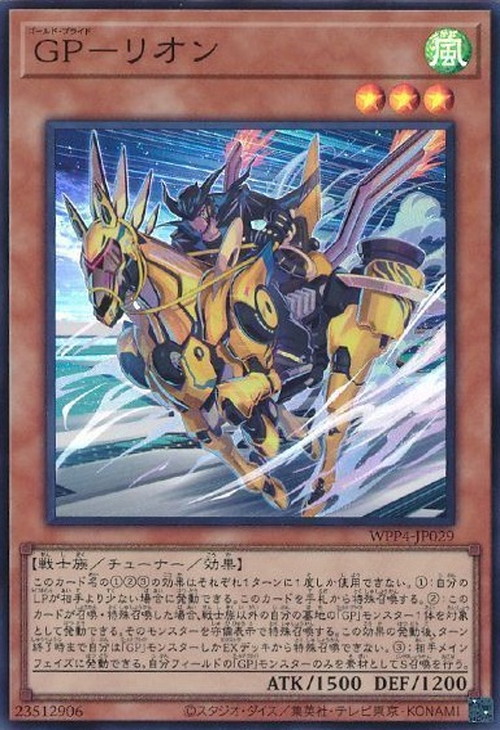 ゴールド・プライド
GP－リオン
嵐
WPP4-JP029
【戦士族／チューナー／効果】
このカード名の①②③の効果はそれぞれ1ターンに1度しか使用できない。①：自分の
LPが相手より少ない場合に発動できる。このカードを手札から特殊召喚する。②：この
カードが召喚・特殊召喚した場合、戦士族以外の自分の墓地の「GP」モンスター1体を対象
として発動できる。そのモンスターを守備表示で特殊召喚する。この効果の発動後、ターン
終了時まで自分は「GP」モンスターしかEXデッキから特殊召喚できない。③：相手メイン
フェイズに発動できる。自分フィールドの「GP」モンスターのみを素材としてS召喚を行う。
ATK/1500 DEF/1200
23512906
©スタジオ・ダイス/集英社・テレビ東京・KONAMI